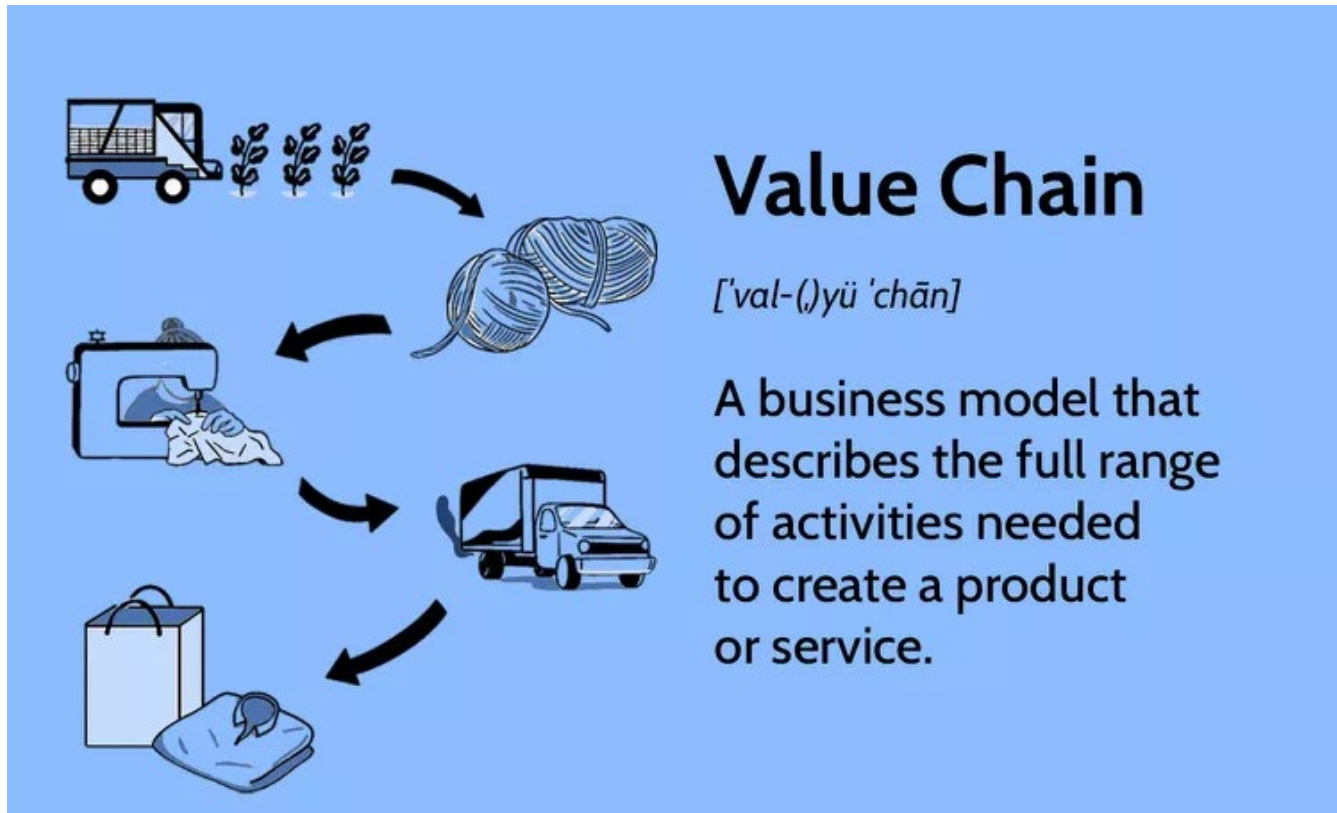 Value Chain
['val-(,)yü 'chān]
A business model that
describes the full range
of activities needed
to create a product
or service.